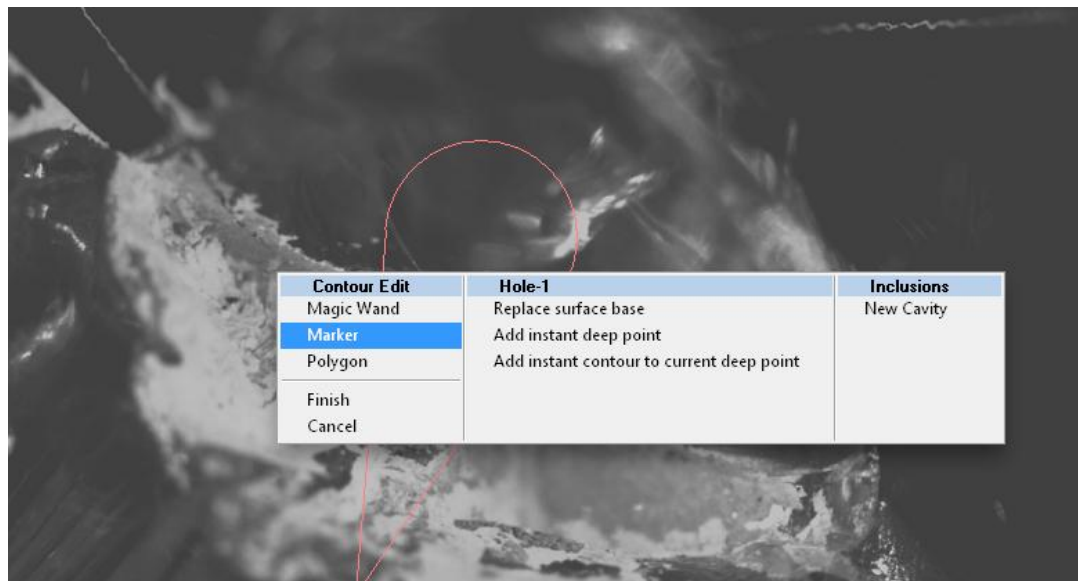 Contour Edit
Magic Wand
Marker
Polygon
Finish
Cancel
Hole-1
Replace surface base
Add instant deep point
Add instant contour to current deep point
Inclusions
New Cavity